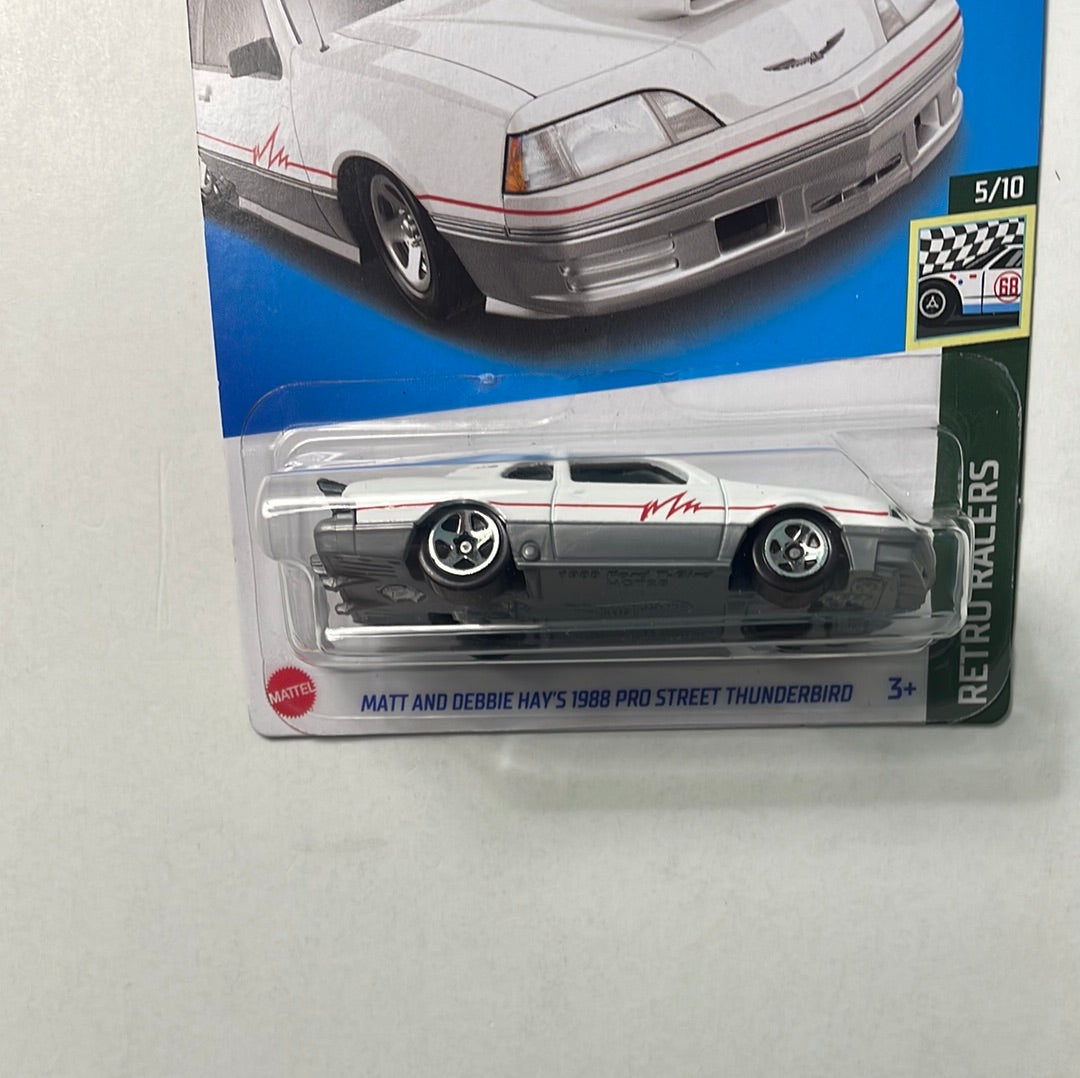 5/10
68
RETRO RACERS
MATTEL
MATT AND DEBBIE HAY'S 1988 PRO STREET THUNDERBIRD
3+